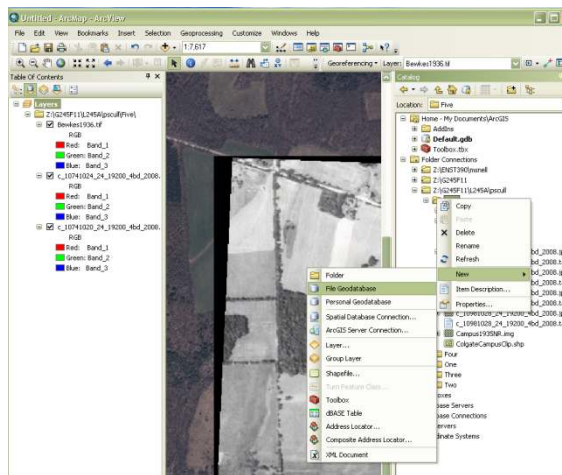 Untitled - ArcMap - ArcView
File Edit View Bookmarks Insert Selection Geoprocessing Customize Windows Help
1:7,617
Georeferencing Layer: Bewkes1936.tif
Table Of Contents
Layers
Z:\G245F11\L245A\pscull\Five\
Bewkes1936.tif
RGB
Red: Band_1
Green: Band_2
Blue: Band_3
c_10741024_24_19200_4bd_2008.
RGB
Red: Band_1
Green: Band_2
Blue: Band_3
c_10741020_24_19200_4bd_2008.
RGB
Red: Band_1
Green: Band_2
Blue: Band_3
Catalog
Location: Five
Home - My Documents\ArcGIS
AddIns
Default.gdb
Toolbox.tbx
Folder Connections
Z:\ENST390\msnell
Z:\G245F11
Z:\G245F11\L245A\pscull
Copy
Paste
Delete
Rename
Refresh
New
Item Description...
Properties...
Folder
File Geodatabase
Personal Geodatabase
Spatial Database Connection...
ArcGIS Server Connection...
Layer...
Group Layer
Shapefile...
Turn Feature Class...
Toolbox
dBASE Table
Address Locator...
Composite Address Locator...
XML Document
c_10981028_24_19200_4bd_2008.t
Campus1935NR.img
ColgateCampusClip.shp
Four
One
Three
Two